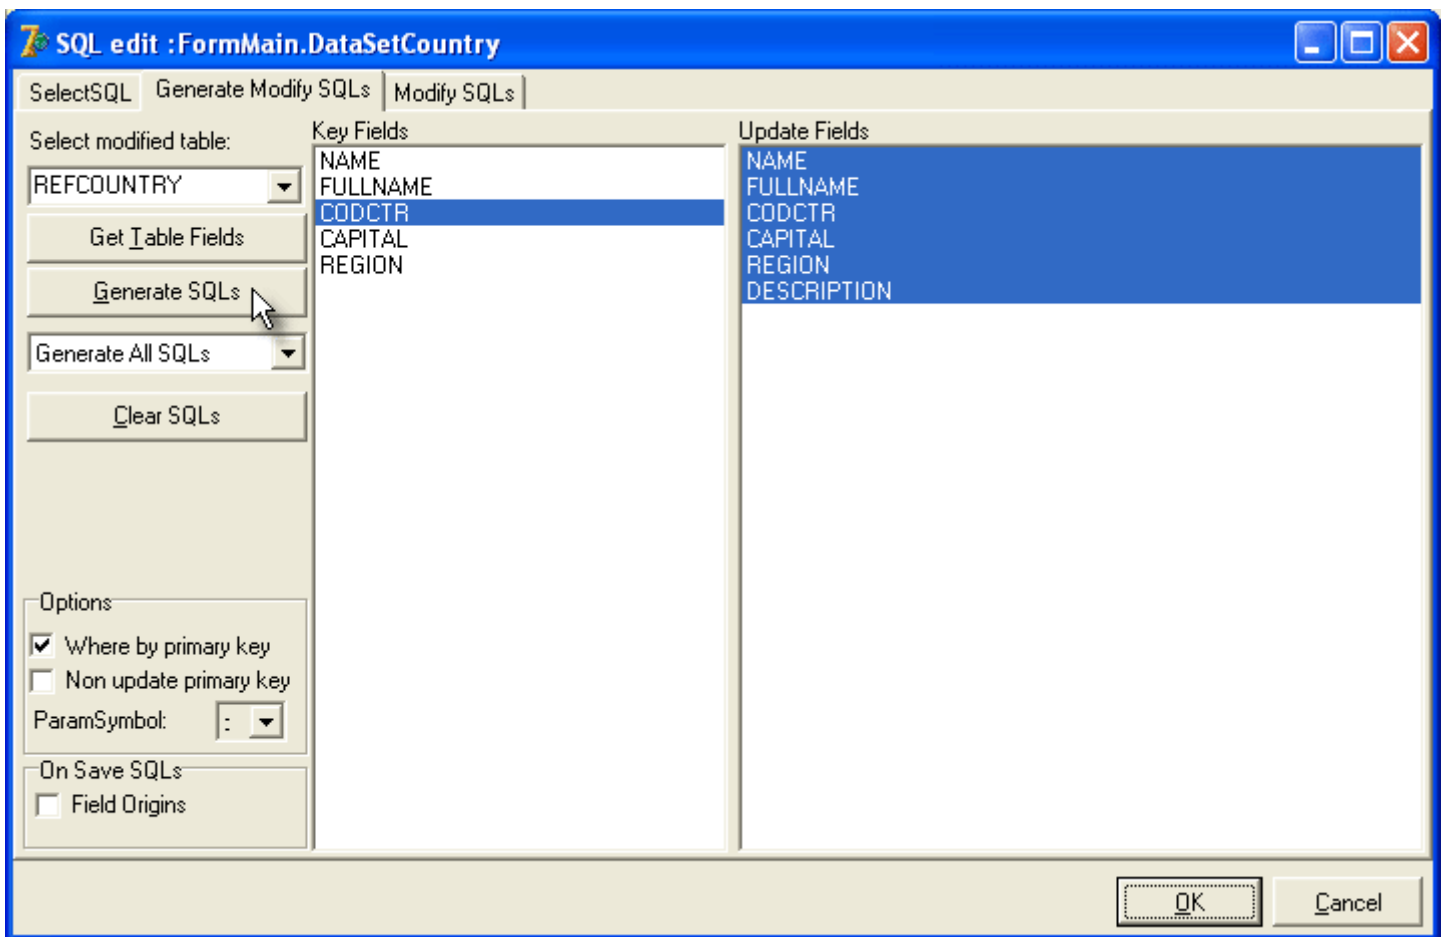 SQL edit :FormMain.DataSetCountry
SelectSQL
Generate Modify SQLs
Modify SQLs
Select modified table:
REFCOUNTRY
Get Table Fields
Generate SQLs
Generate All SQLs
Clear SQLs
Options
Where by primary key
Non update primary key
ParamSymbol: :
On Save SQLs
Field Origins
Key Fields
NAME
FULLNAME
CODCTR
CAPITAL
REGION
Update Fields
NAME
FULLNAME
CODCTR
CAPITAL
REGION
DESCRIPTION
OK
Cancel